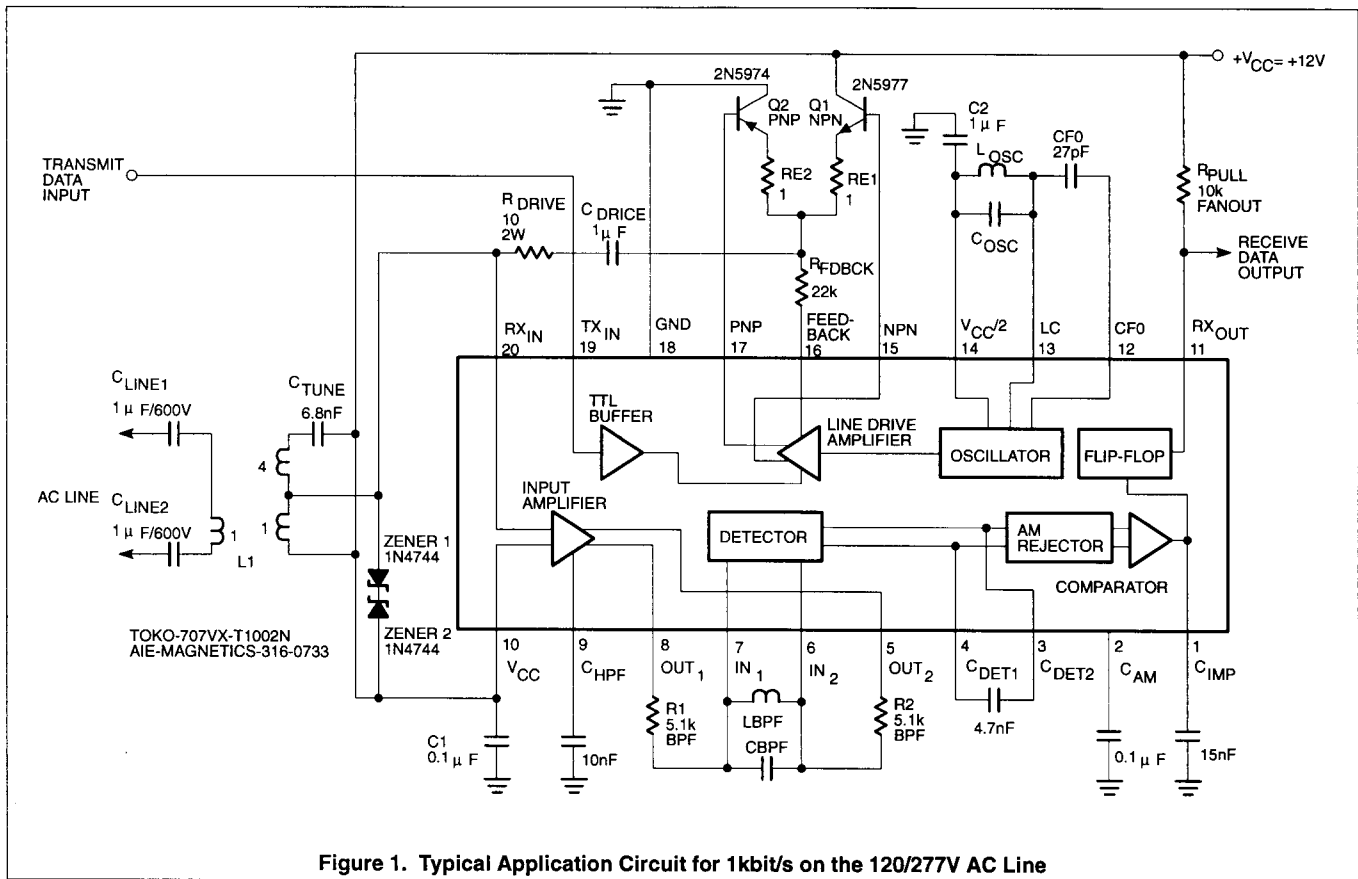 +V CC = +12V
2N5974
2N5977
Q2
PNP
Q1
NPN
C2
1 μ F
L OSC
CF0
27pF
TRANSMIT
DATA
INPUT
RE2
1
RE1
1
R PULL
10k
FANOUT
R DRIVE
10
2W
C DRICE
1 μ F
C OSC
RECEIVE
DATA
OUTPUT
R FDBCK
22k
RX IN
20
TX IN
19
GND
18
PNP
17
FEED-
BACK
16
NPN
15
V CC /2
14
LC
13
CF0
12
RX OUT
11
C LINE1
1 μ F/600V
C TUNE
6.8nF
TTL
BUFFER
LINE DRIVE
AMPLIFIER
OSCILLATOR
FLIP-FLOP
4
AC LINE
C LINE2
1 μ F/600V
1
1
L1
INPUT
AMPLIFIER
DETECTOR
AM
REJECTOR
COMPARATOR
ZENER 1
1N4744
ZENER 2
1N4744
TOKO-707VX-T1002N
AIE-MAGNETICS-316-0733
10
V CC
9
C HPF
8
OUT 1
7
IN 1
6
IN 2
5
OUT 2
4
C DET1
3
C DET2
2
C AM
1
C IMP
R1
5.1k
BPF
LBPF
CBPF
R2
5.1k
BPF
4.7nF
C1
0.1 μ F
10nF
0.1 μ F
15nF
Figure 1. Typical Application Circuit for 1kbit/s on the 120/277V AC Line